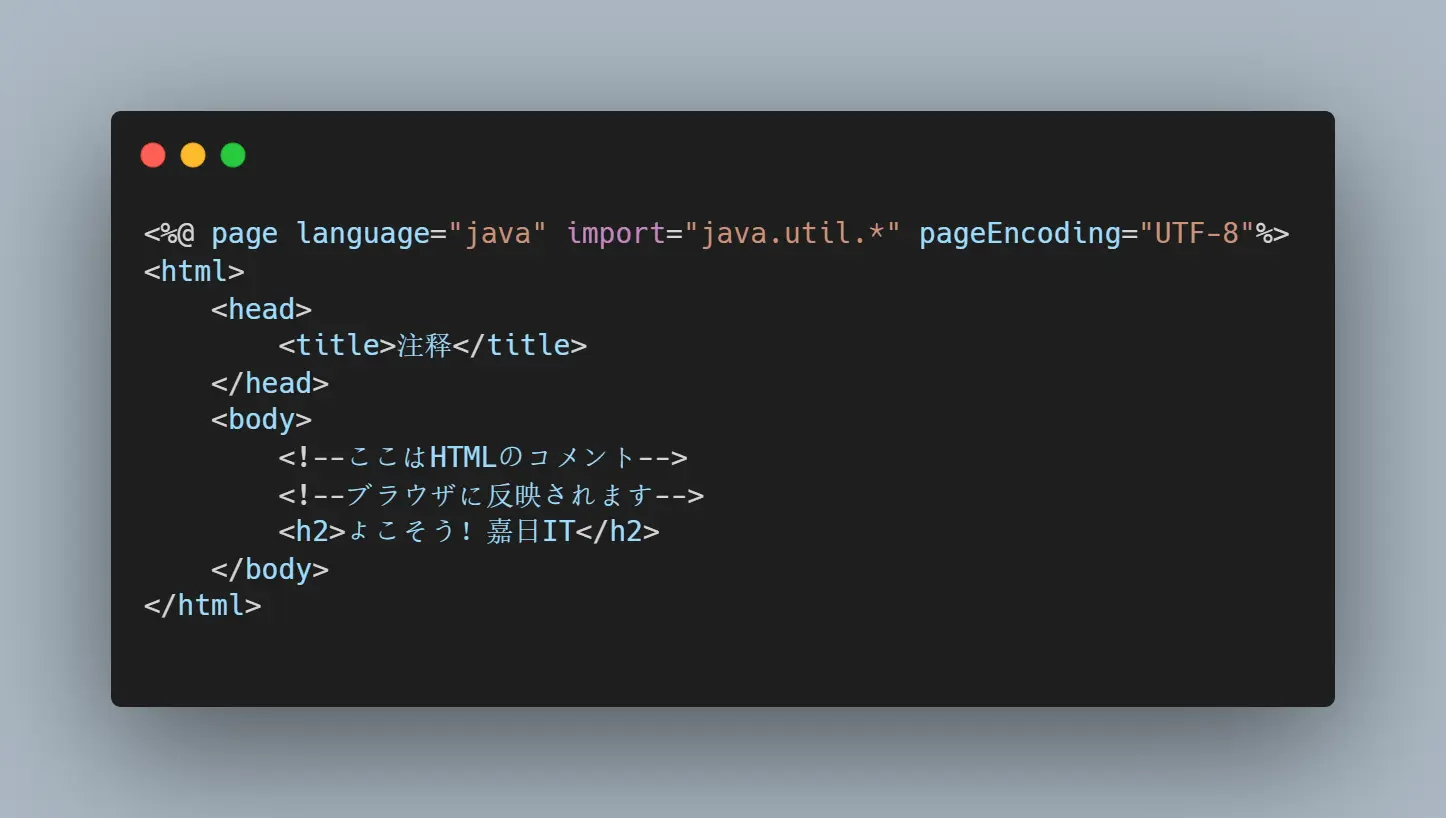 <%@ page language="java" import="java.util.*" pageEncoding="UTF-8"%>
<html>
    <head>
        <title>注释</title>
    </head>
    <body>
        <!--ここはHTMLのコメント-->
        <!--ブラウザに反映されます-->
        <h2>ょこそう！嘉日IT</h2>
    </body>
</html>